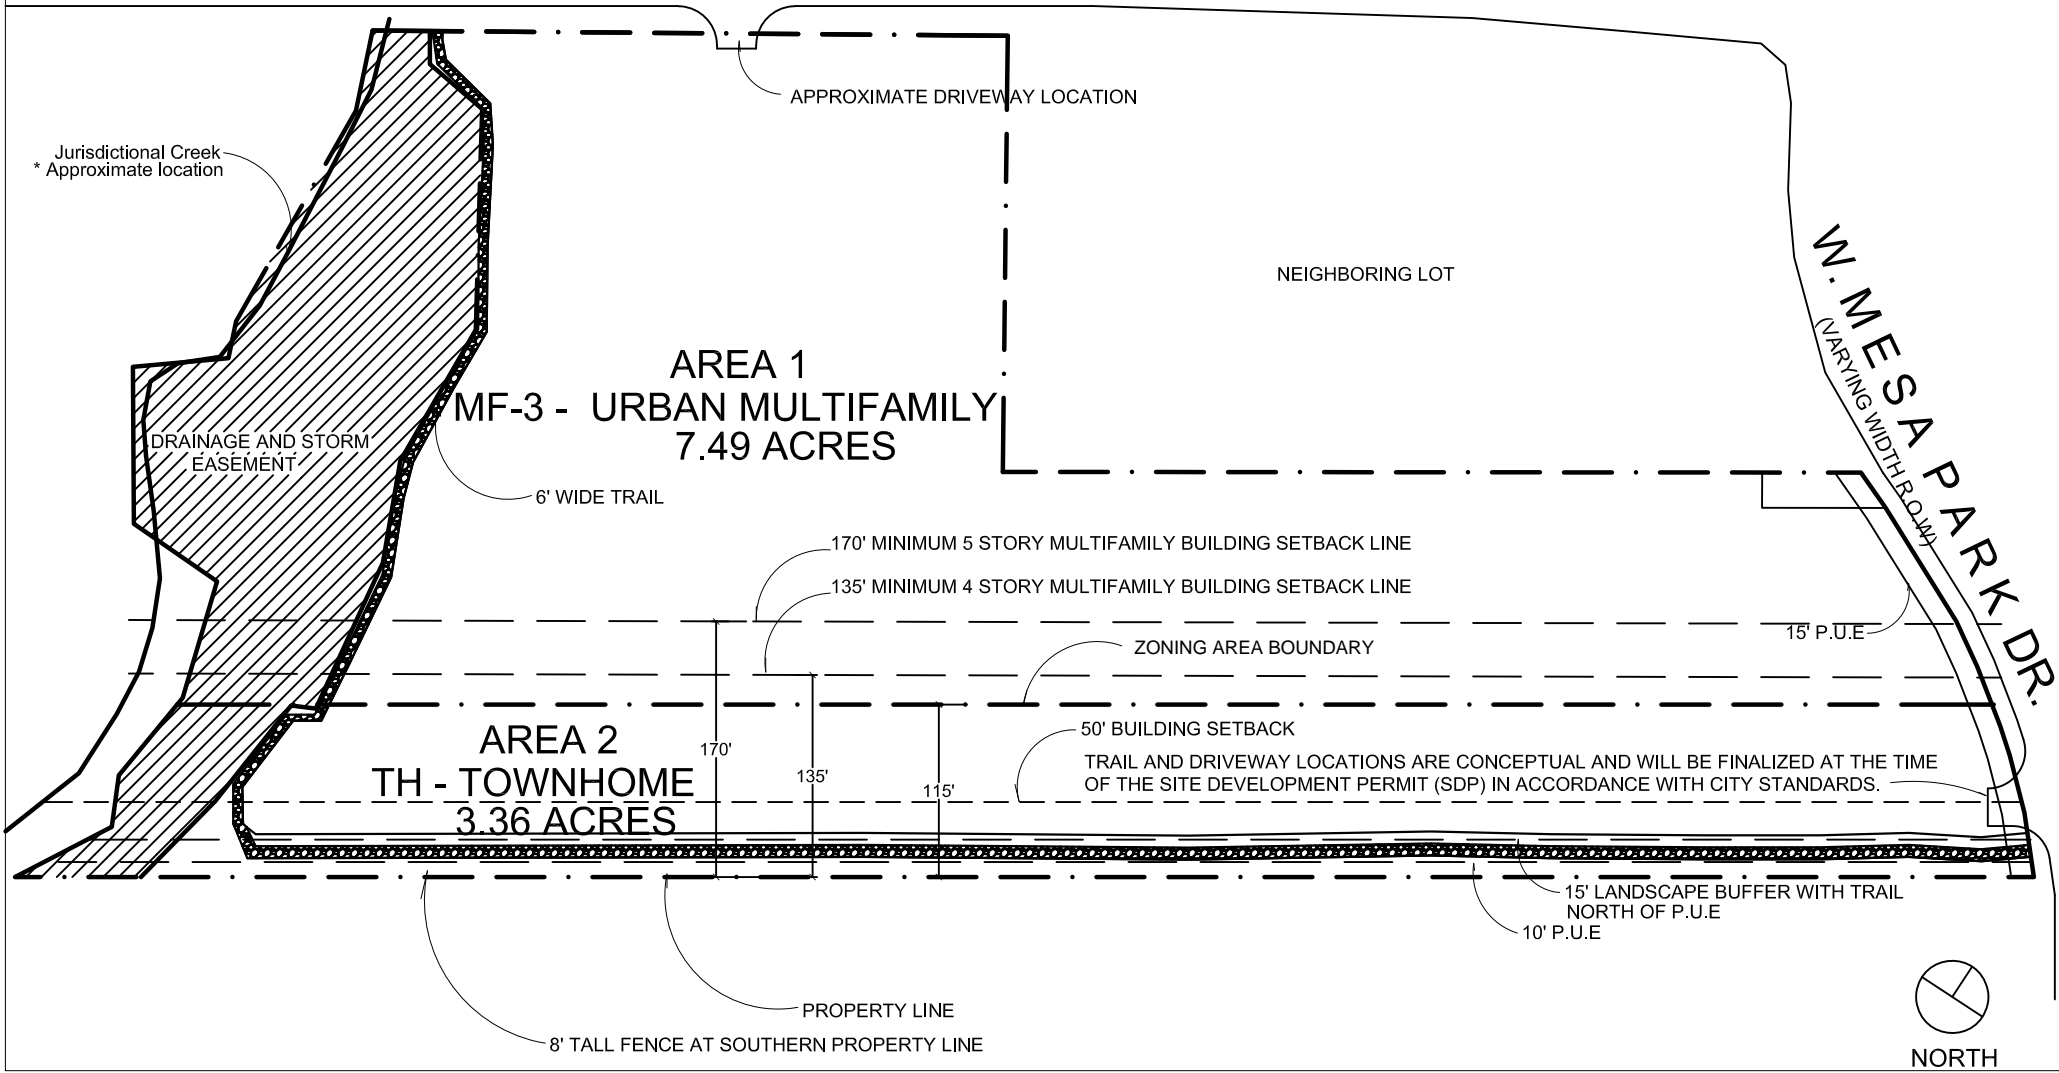 APPROXIMATE DRIVEWAY LOCATION
Jurisdictional Creek
* Approximate location
NEIGHBORING LOT
W. MESA PARK DR.
(VARYING WIDTH R.O.W)
AREA 1
MF-3 - URBAN MULTIFAMILY
7.49 ACRES
DRAINAGE AND STORM
EASEMENT
6' WIDE TRAIL
170' MINIMUM 5 STORY MULTIFAMILY BUILDING SETBACK LINE
135' MINIMUM 4 STORY MULTIFAMILY BUILDING SETBACK LINE
15' P.U.E
ZONING AREA BOUNDARY
AREA 2
TH - TOWNHOME
3.36 ACRES
170'
135'
115'
50' BUILDING SETBACK
TRAIL AND DRIVEWAY LOCATIONS ARE CONCEPTUAL AND WILL BE FINALIZED AT THE TIME
OF THE SITE DEVELOPMENT PERMIT (SDP) IN ACCORDANCE WITH CITY STANDARDS.
15' LANDSCAPE BUFFER WITH TRAIL
NORTH OF P.U.E
10' P.U.E
PROPERTY LINE
8' TALL FENCE AT SOUTHERN PROPERTY LINE
NORTH